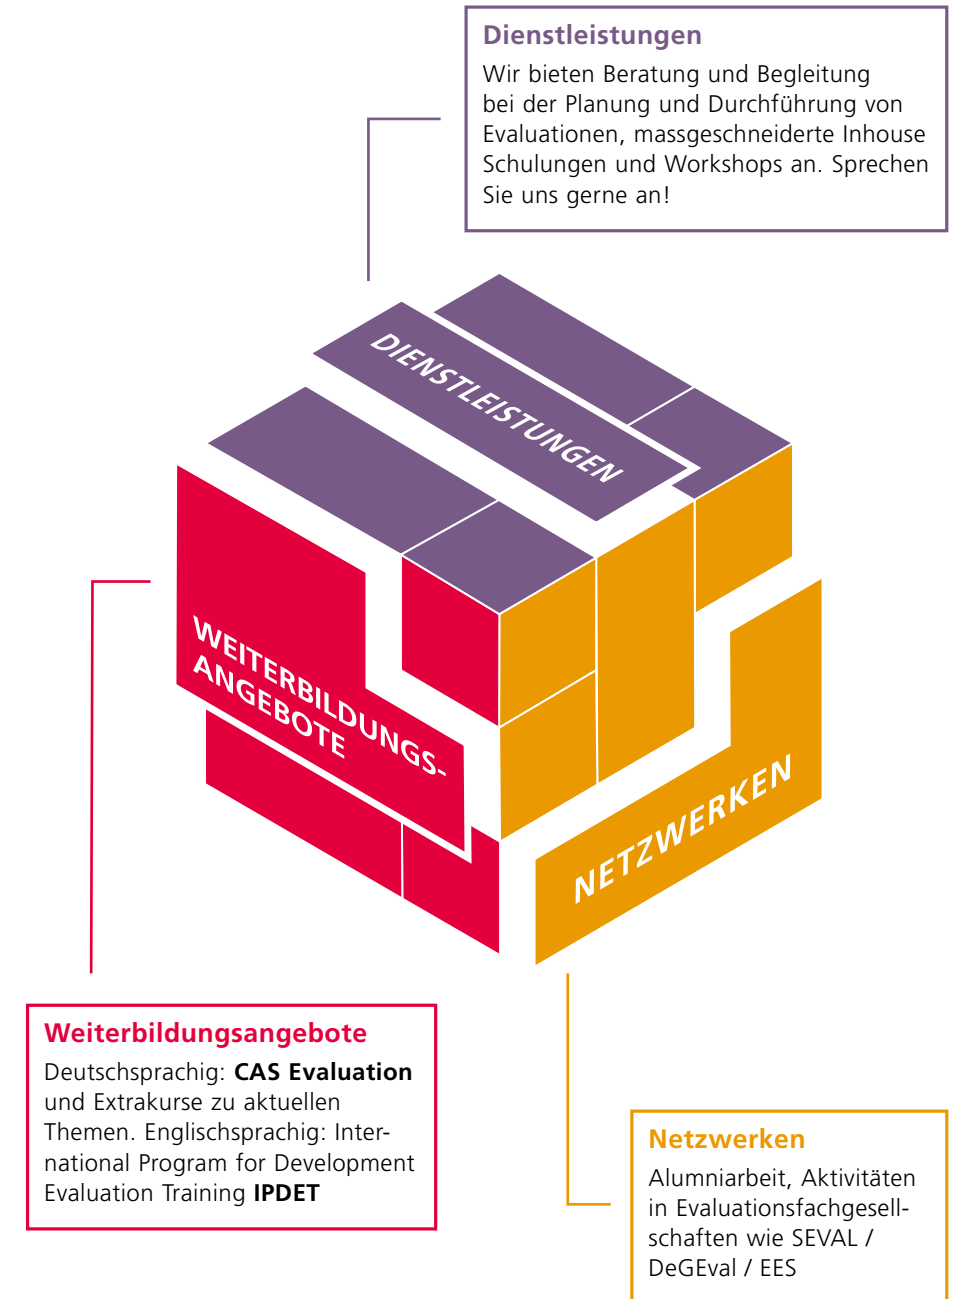 Dienstleistungen
Wir bieten Beratung und Begleitung
bei der Planung und Durchführung von
Evaluationen, massgeschneiderte Inhouse
Schulungen und Workshops an. Sprechen
Sie uns gerne an!
DIENSTLEISTUNGEN
WEITERBILDUNGS-
ANGEBOTE
NETZWERKEN
Weiterbildungsangebote
Deutschsprachig: CAS Evaluation
und Extrakurse zu aktuellen
Themen. Englischsprachig: Inter-
national Program for Development
Evaluation Training IPDET
Netzwerken
Alumniarbeit, Aktivitäten
in Evaluationsfachgesell-
schaften wie SEVAL /
DeGEval / EES